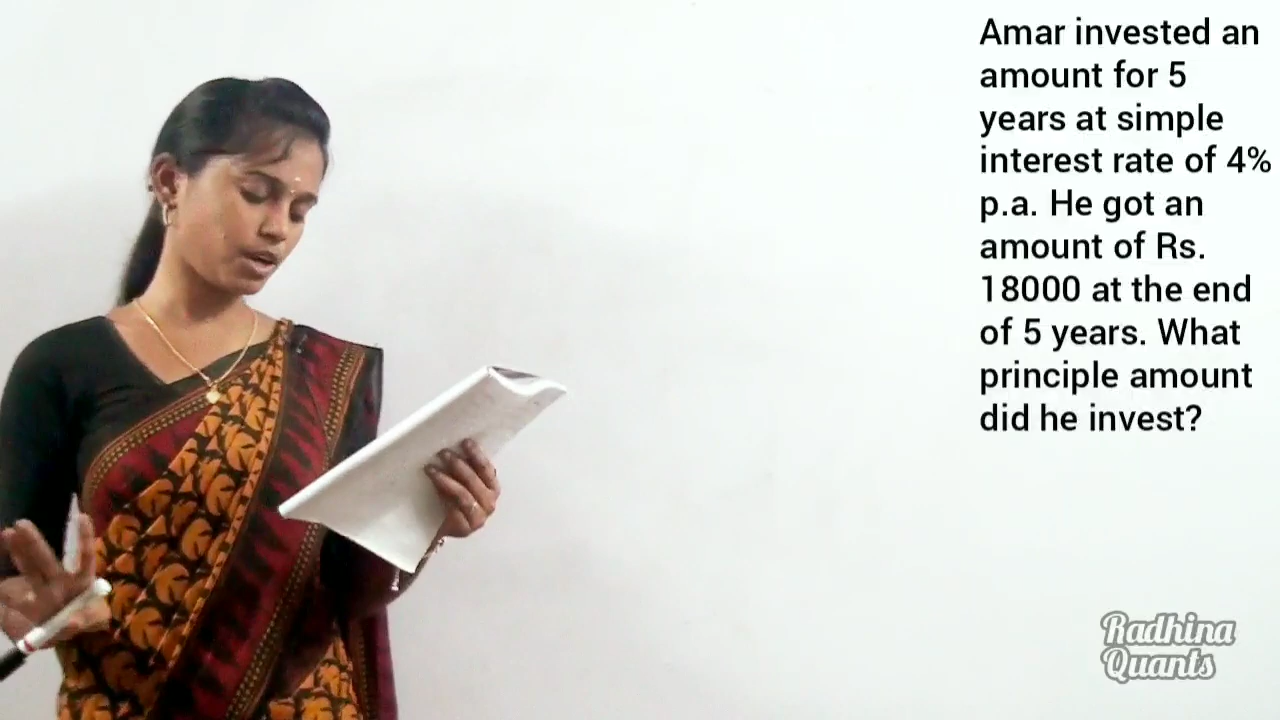 Amar invested an
amount for 5
years at simple
interest rate of 4%
p.a. He got an
amount of Rs.
18000 at the end
of 5 years. What
principle amount
did he invest?
Radhina
Quants